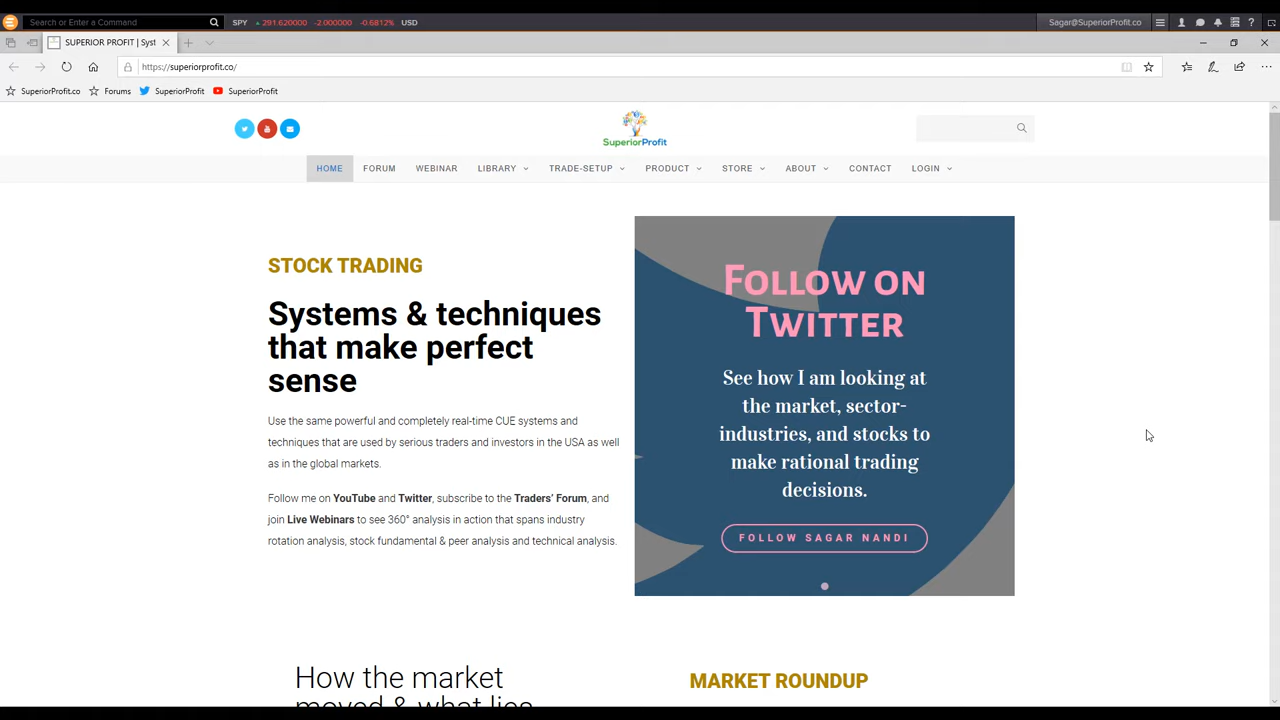 Search or Enter a Command
SPY
291.620000 -2.000000 -0.6812% USD
Sagar@SuperiorProfit.co
?
SUPERIOR PROFIT | Syst
https://superiorprofit.co/
SuperiorProfit.co
Forums
SuperiorProfit
SuperiorProfit
SuperiorProfit
HOME
FORUM
WEBINAR
LIBRARY
TRADE-SETUP
PRODUCT
STORE
ABOUT
CONTACT
LOGIN
STOCK TRADING
Systems & techniques
that make perfect
sense
Use the same powerful and completely real-time CUE systems and
techniques that are used by serious traders and investors in the USA as well
as in the global markets.
Follow me on YouTube and Twitter, subscribe to the Traders' Forum, and
join Live Webinars to see 360° analysis in action that spans industry
rotation analysis, stock fundamental & peer analysis and technical analysis.
FOLLOW ON
TWITTER
See how I am looking at
the market, sector-
industries, and stocks to
make rational trading
decisions.
FOLLOW SAGAR NANDI
How the market
moved & what lies
MARKET ROUNDUP